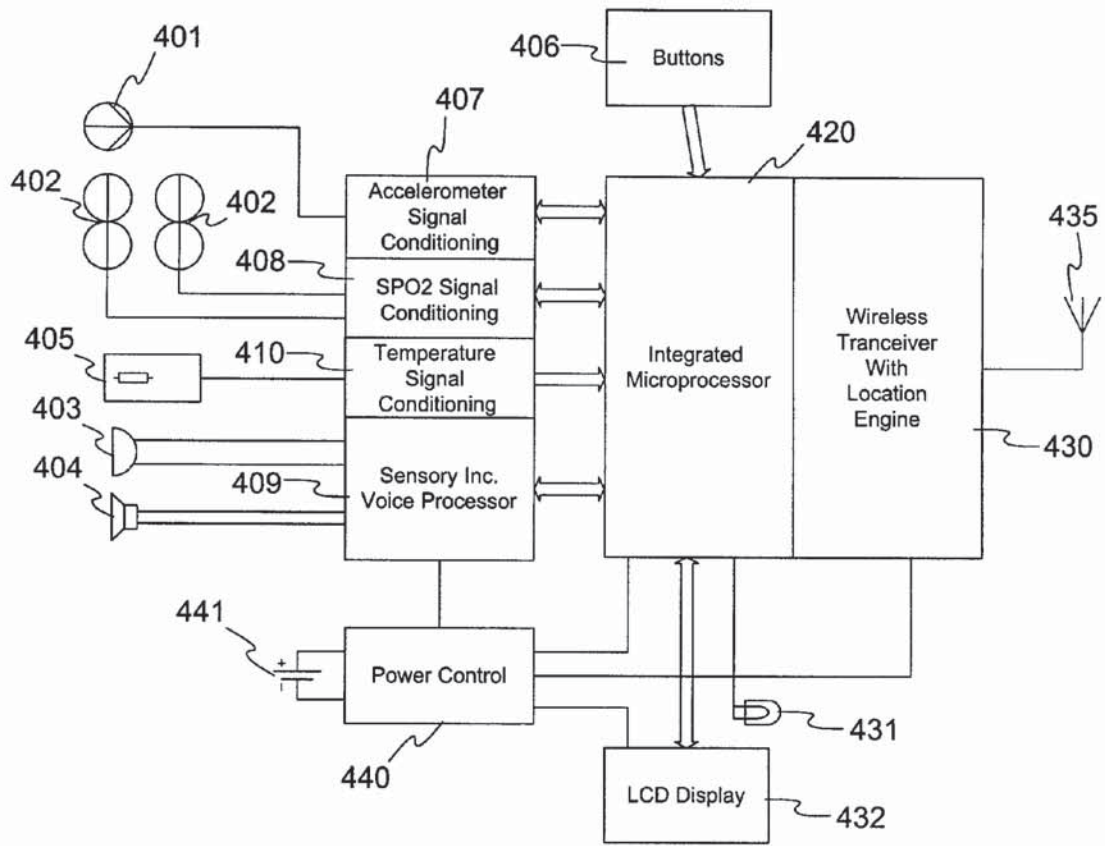 401
406
Buttons
407
420
402
402
Accelerometer
Signal
Conditioning
435
408
SPO2 Signal
Conditioning
405
410
Temperature
Signal
Conditioning
Integrated
Microprocessor
Wireless
Tranceiver
With
Location
Engine
403
430
404
409
Sensory Inc.
Voice Processor
441
+
-
Power Control
431
440
LCD Display
432